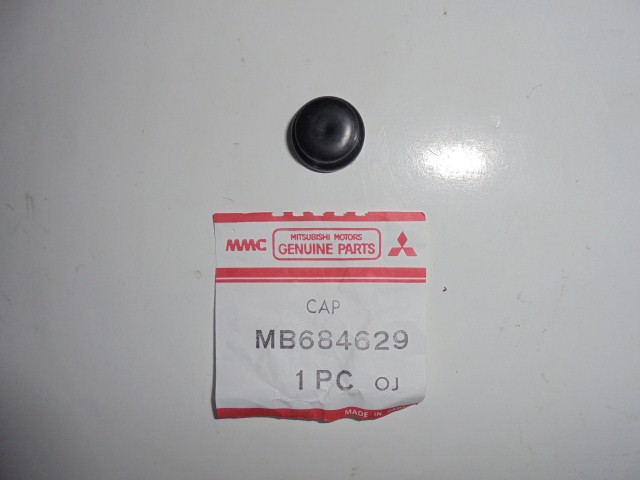 MMC
MITSUBISHI MOTORS
GENUINE PARTS
CAP
MB684629
1 PC OJ
MADE IN